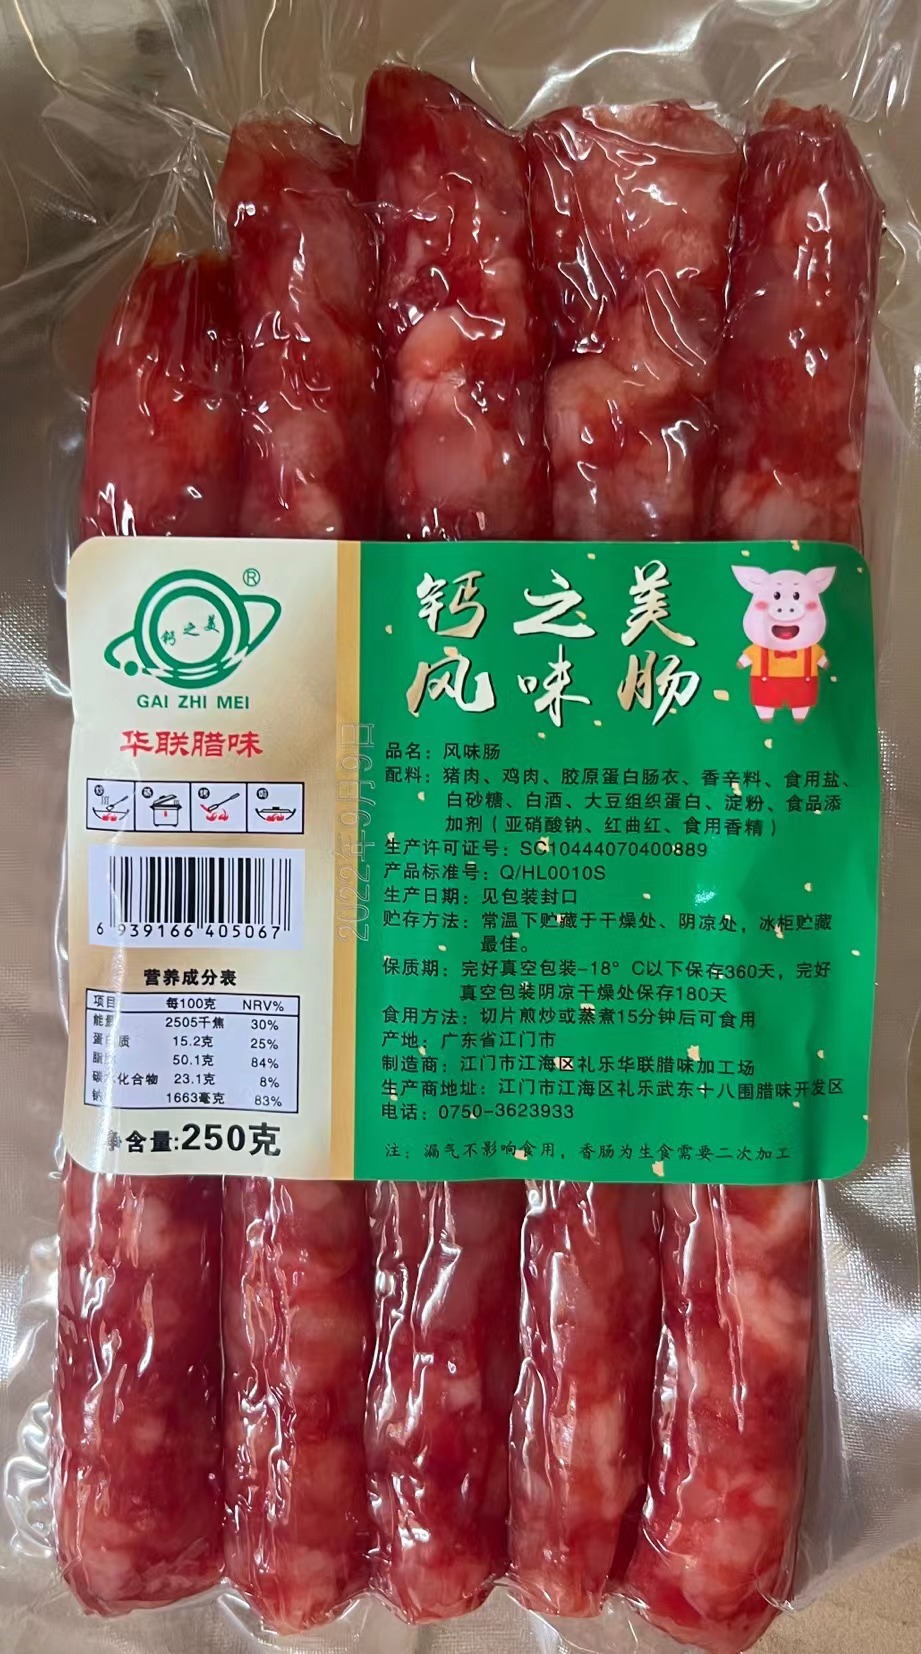 钙之美
®
GAI ZHI MEI
华联腊味
炒 蒸 烤 煎
6 939166 405067
营养成分表
项目 每100克 NRV%
能量 2505千焦 30%
蛋白质 15.2克 25%
脂肪 50.1克 84%
碳水化合物 23.1克 8%
钠 1663毫克 83%
净含量:250克
2022年9月9日
钙之美
风味肠
品名：风味肠
配料：猪肉、鸡肉、胶原蛋白肠衣、香辛料、食用盐、
白砂糖、白酒、大豆组织蛋白、淀粉、食品添
加剂（亚硝酸钠、红曲红、食用香精）
生产许可证号：SC10444070400889
产品标准号：Q/HL0010S
生产日期：见包装封口
贮存方法：常温下贮藏于干燥处、阴凉处，冰柜贮藏
最佳。
保质期：完好真空包装-18°C以下保存360天，完好
真空包装阴凉干燥处保存180天
食用方法：切片煎炒或蒸煮15分钟后可食用
产地：广东省江门市
制造商：江门市江海区礼乐华联腊味加工场
生产商地址：江门市江海区礼乐武东十八围腊味开发区
电话：0750-3623933
注：漏气不影响食用，香肠为生食需要二次加工